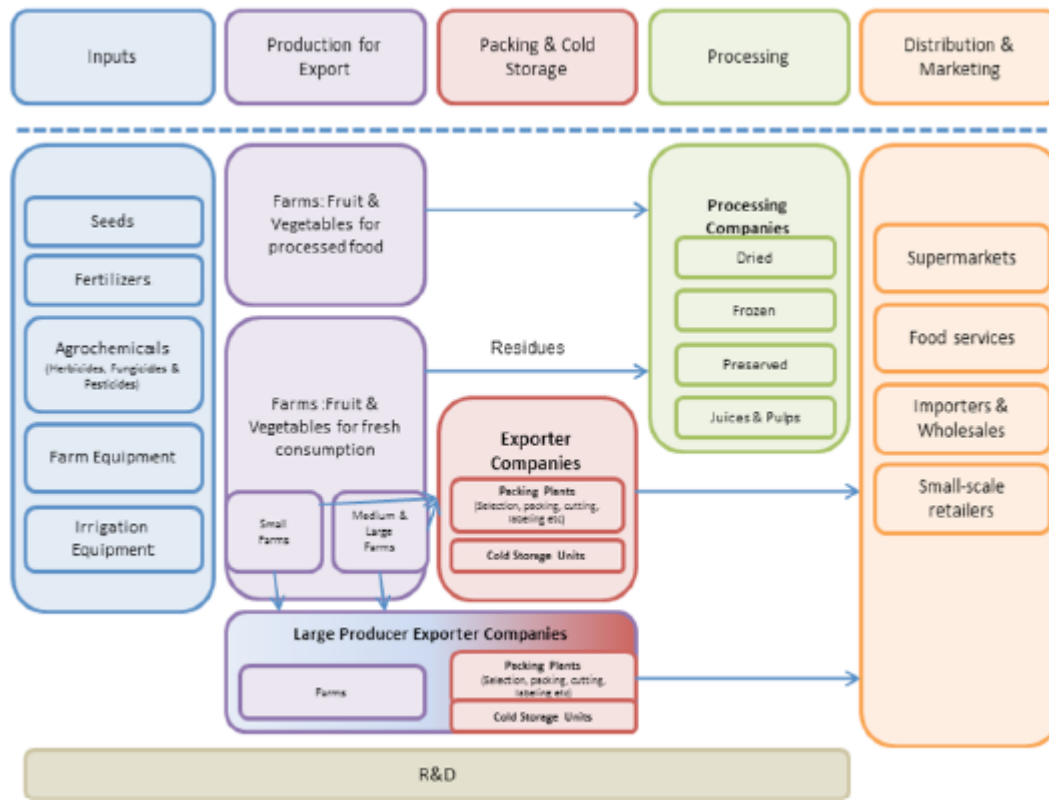 Inputs
Production for
Export
Packing & Cold
Storage
Processing
Distribution &
Marketing
Seeds
Fertilizers
Agrochemicals
(Herbicides, Fungicides &
Pesticides)
Farm Equipment
Irrigation
Equipment
Farms: Fruit &
Vegetables for
processed food
Farms :Fruit &
Vegetables for fresh
consumption
Small
Farms
Medium &
Large
Farms
Residues
Exporter
Companies
Packing Plants
(Selection, packing, cutting,
labeling etc)
Cold Storage Units
Large Producer Exporter Companies
Farms
Packing Plants
(Selection, packing, cutting,
labeling etc)
Cold Storage Units
Processing
Companies
Dried
Frozen
Preserved
Juices & Pulps
Supermarkets
Food services
Importers &
Wholesales
Small-scale
retailers
R&D